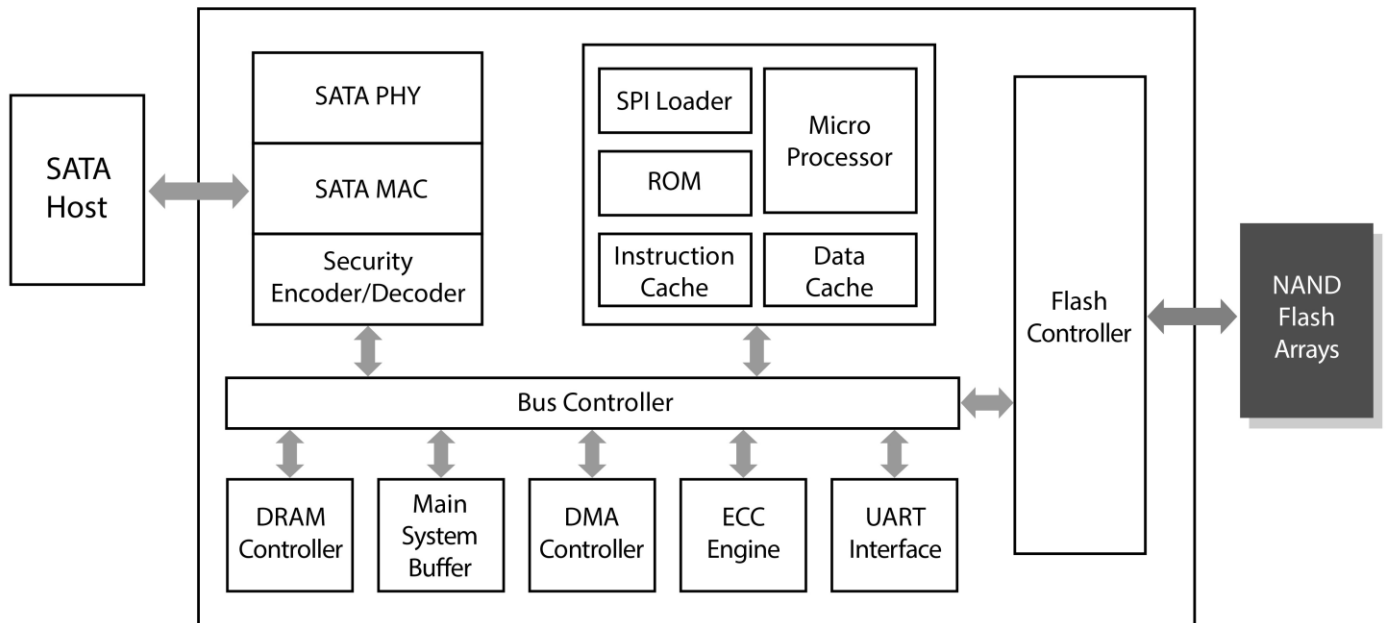 SATA
Host
SATA PHY
SATA MAC
Security
Encoder/Decoder
SPI Loader
ROM
Instruction
Cache
Micro
Processor
Data
Cache
Flash
Controller
NAND
Flash
Arrays
Bus Controller
DRAM
Controller
Main
System
Buffer
DMA
Controller
ECC
Engine
UART
Interface